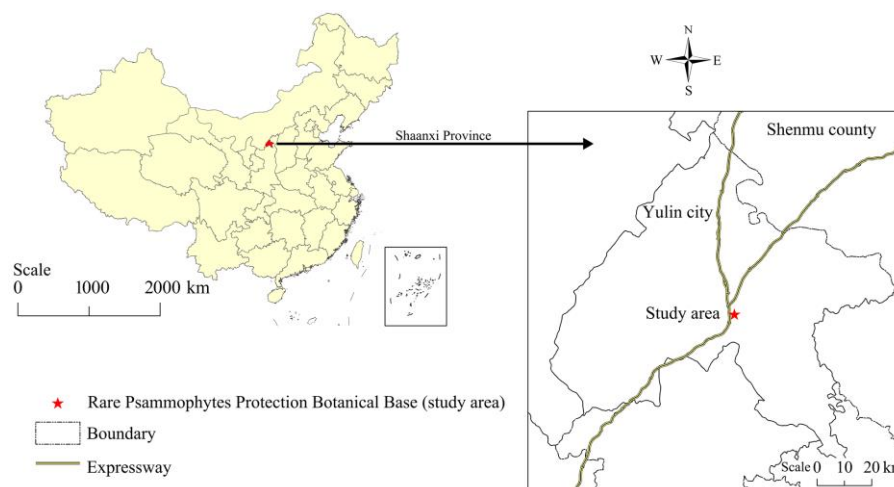 N
W E
S
Shaanxi Province
Shenmu county
Yulin city
Study area
Scale
0 1000 2000 km
Rare Psammophytes Protection Botanical Base (study area)
Boundary
Expressway
Scale 0 10 20 km